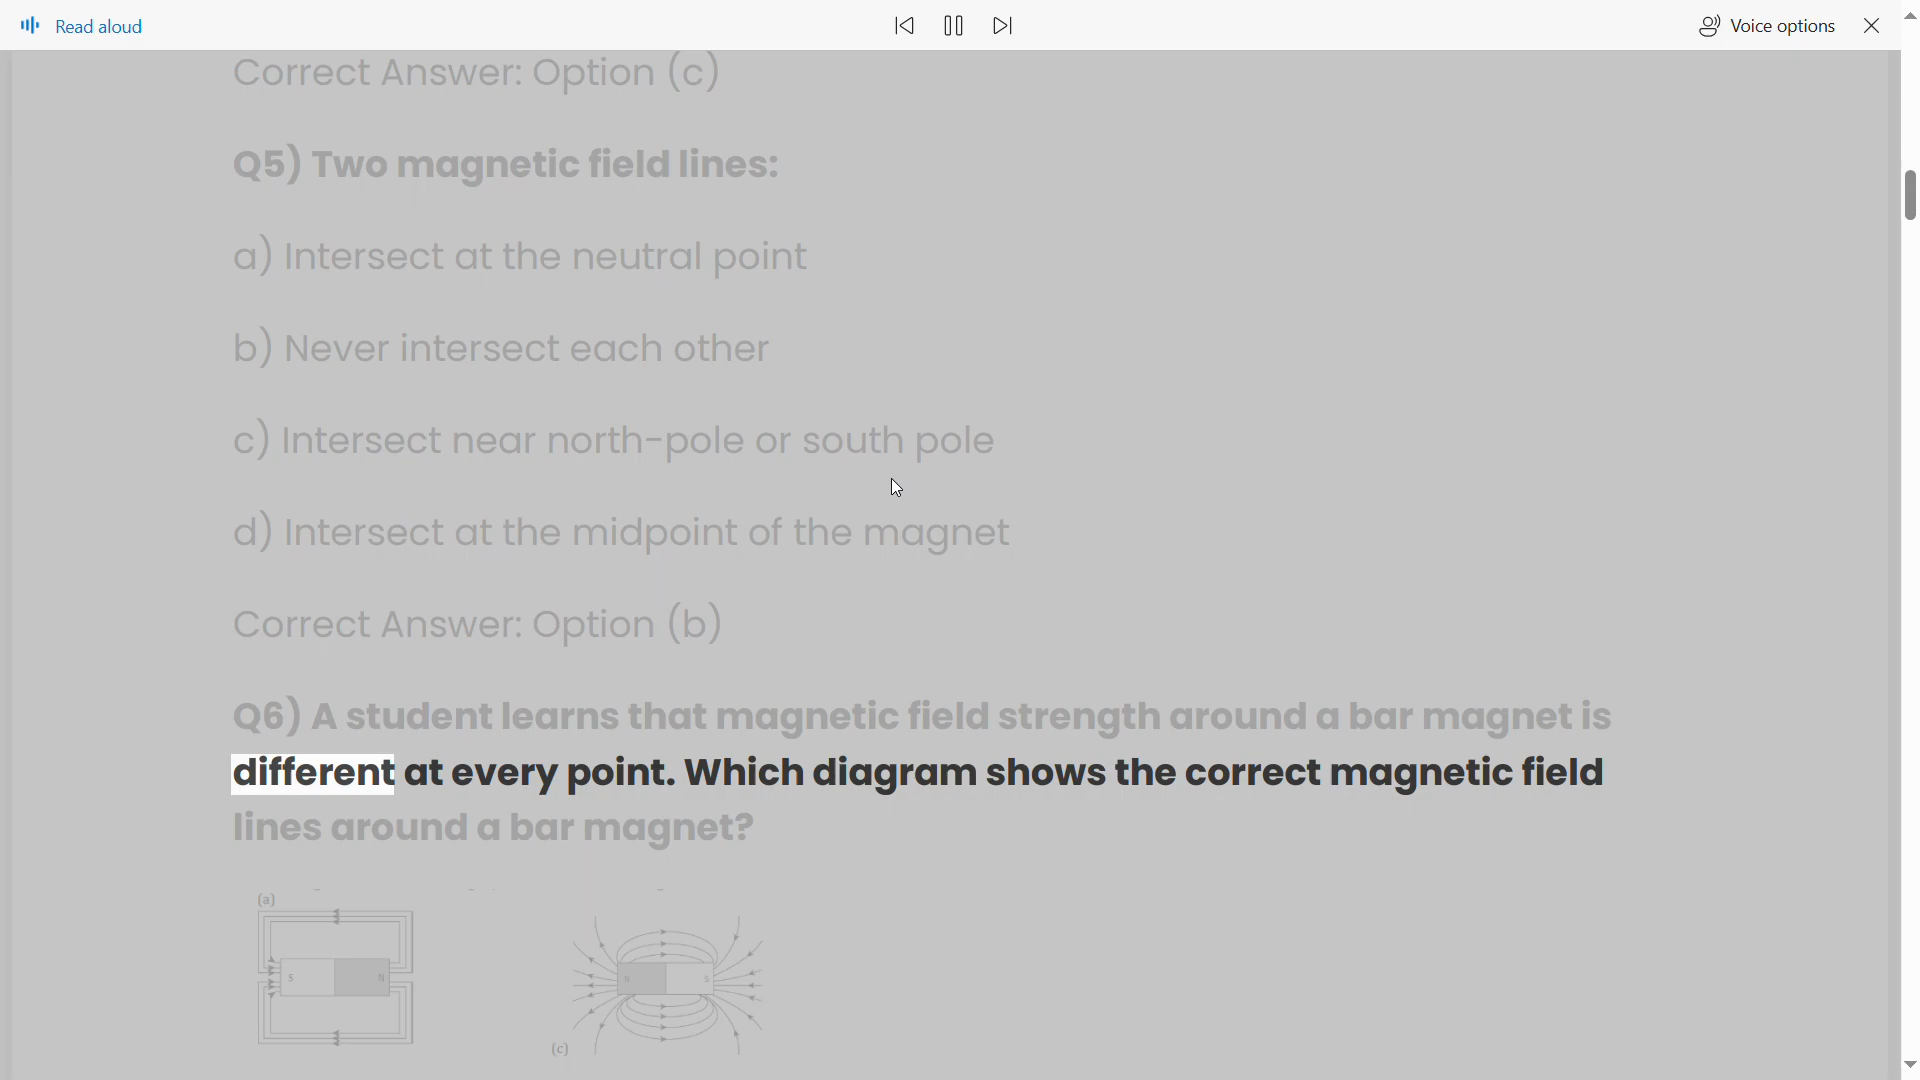 Read aloud
Voice options
Correct Answer: Option (c)
Q5) Two magnetic field lines:
a) Intersect at the neutral point
b) Never intersect each other
c) Intersect near north-pole or south pole
d) Intersect at the midpoint of the magnet
Correct Answer: Option (b)
Q6) A student learns that magnetic field strength around a bar magnet is
different at every point. Which diagram shows the correct magnetic field
lines around a bar magnet?
(a)
S N
N S
(c)